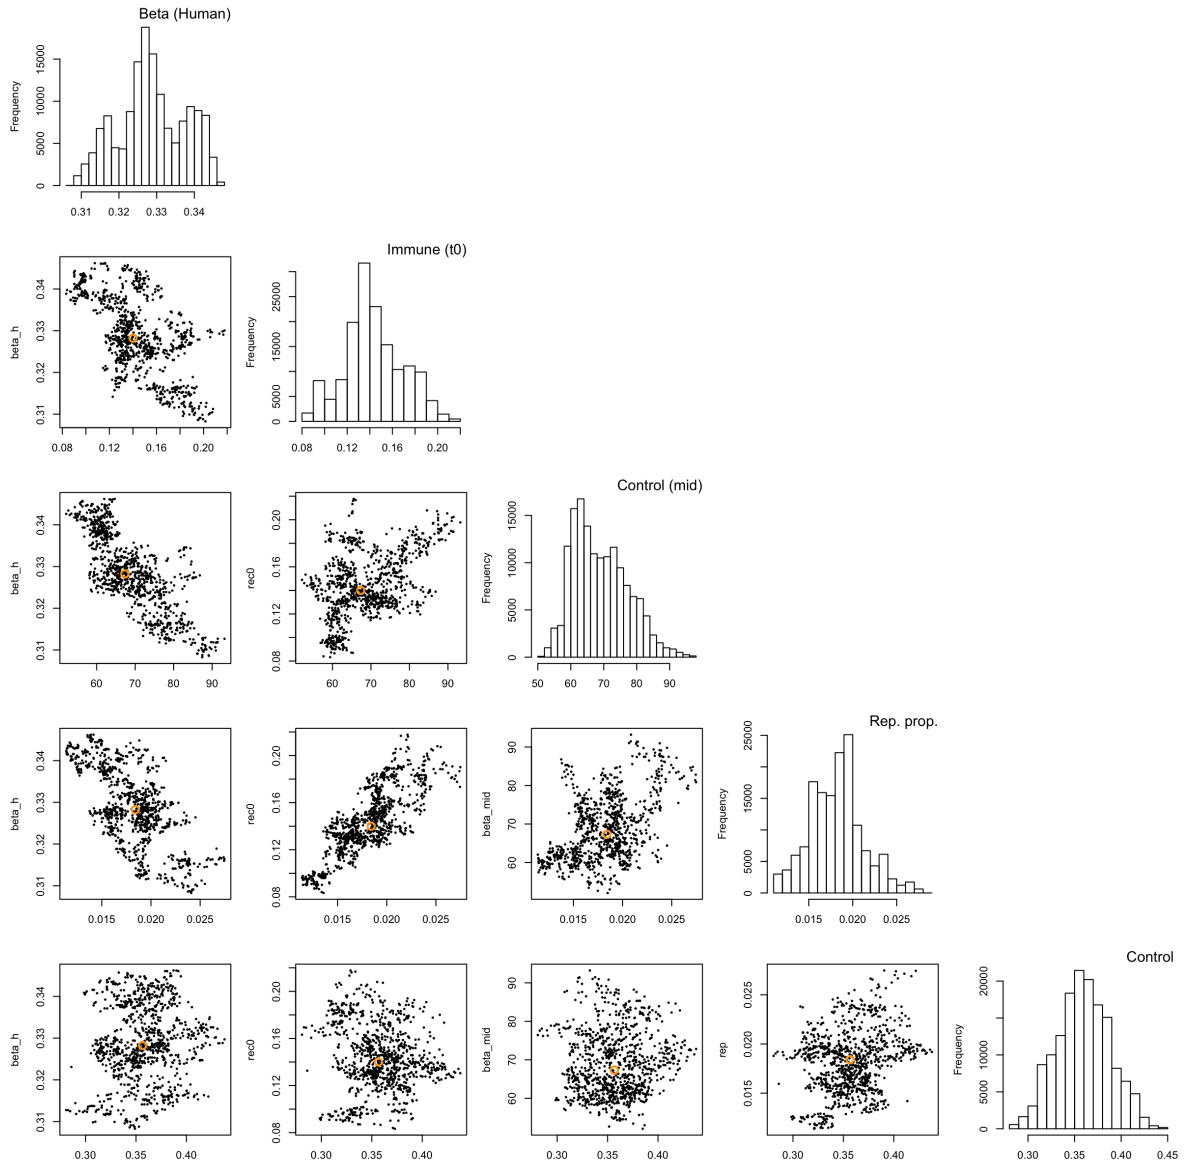 Beta (Human)
Frequency
0 5000 10000 15000
0.31 0.32 0.33 0.34
Immune (t0)
beta_h
0.31 0.32 0.33 0.34
0.08 0.12 0.16 0.20
Frequency
0 5000 15000 25000
0.08 0.12 0.16 0.20
Control (mid)
beta_h
0.31 0.32 0.33 0.34
60 70 80 90
rec0
0.08 0.12 0.16 0.20
60 70 80 90
Frequency
0 5000 10000 15000
50 60 70 80 90
Rep. prop.
beta_h
0.31 0.32 0.33 0.34
0.015 0.020 0.025
rec0
0.08 0.12 0.16 0.20
0.015 0.020 0.025
beta_mid
60 70 80 90
0.015 0.020 0.025
Frequency
0 5000 15000 25000
0.015 0.020 0.025
Control
beta_h
0.31 0.32 0.33 0.34
0.30 0.35 0.40
rec0
0.08 0.12 0.16 0.20
0.30 0.35 0.40
beta_mid
60 70 80 90
0.30 0.35 0.40
rep
0.015 0.020 0.025
0.30 0.35 0.40
Frequency
0 5000 10000 20000
0.30 0.35 0.40 0.45